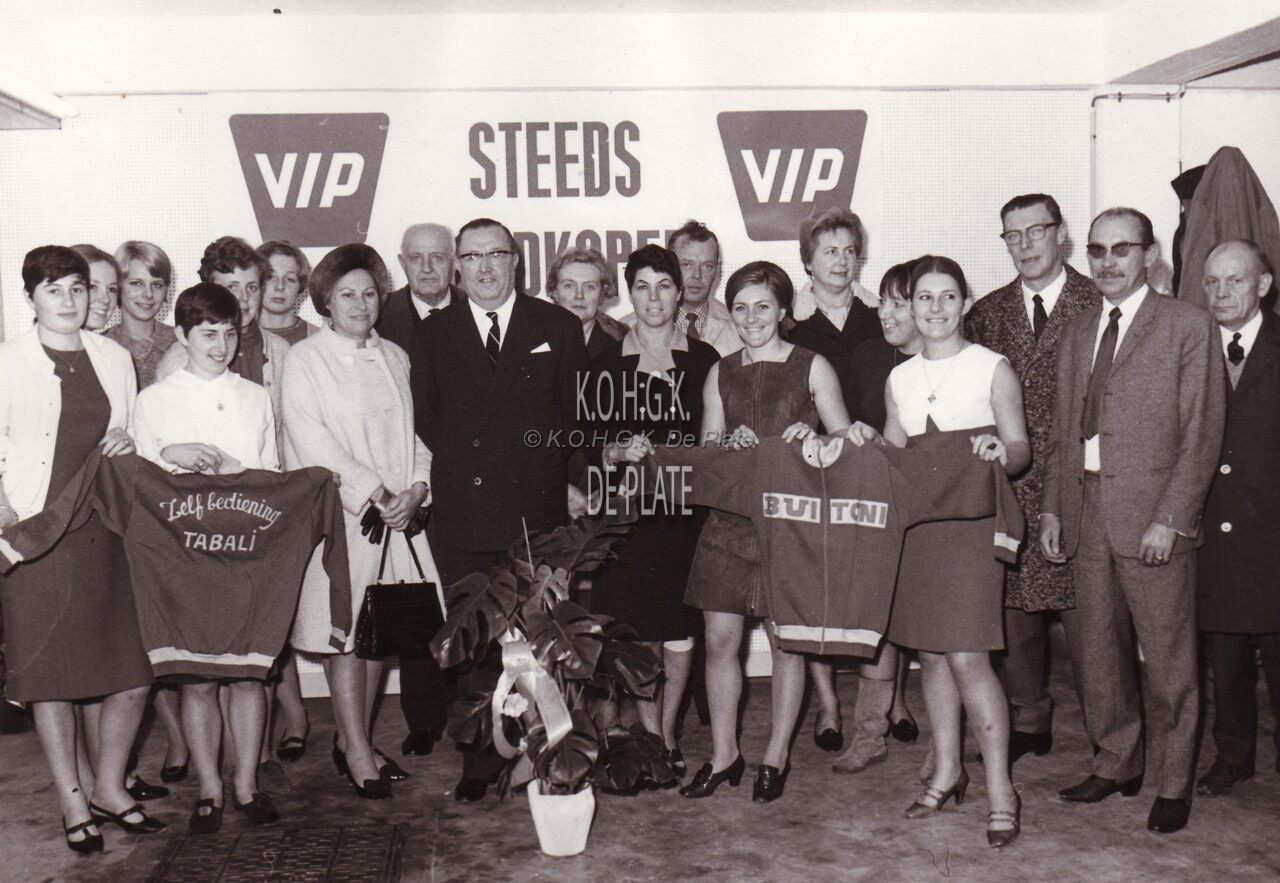 VIP
STEEDS
VIP
K.O.H.G.K.
© K.O.H.G.K. De Plate
DE PLATE
Zelf bediening
TABALI
BUITONI